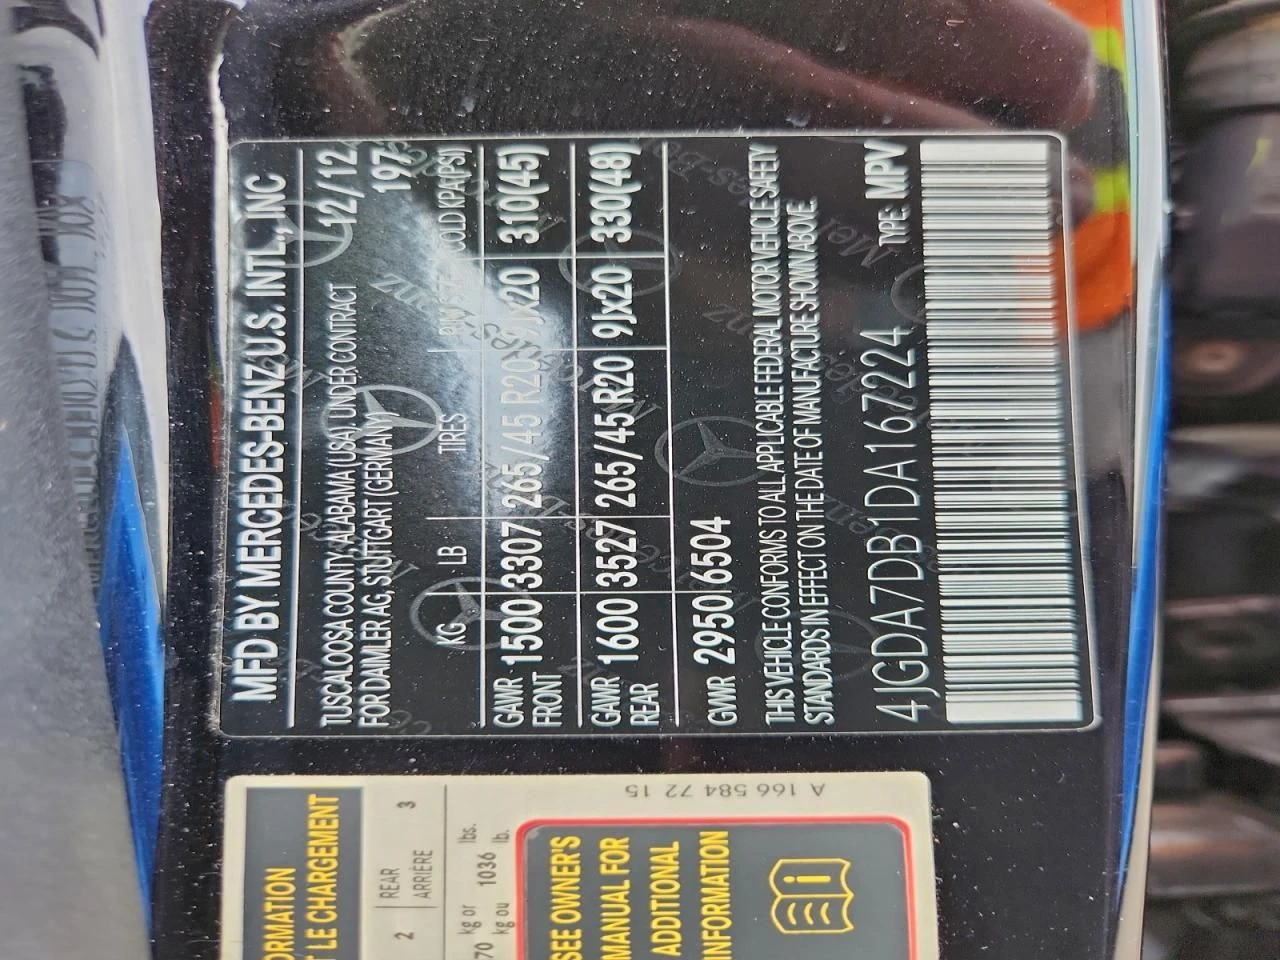 MFD BY MERCEDES-BENZ U.S. INTL., INC
TUSCALOOSA COUNTY, ALABAMA (USA), UNDER CONTRACT 12/12
FOR DAIMLER AG, STUTTGART (GERMANY) 197
KG LB TIRES COLD KPA(PSI)
GAWR 1500 3307 265/45 R20 9Jx20 310(45)
FRONT
GAWR 1600 3527 265/45 R20 9Jx20 330(48)
REAR
GVWR 2950 6504
THIS VEHICLE CONFORMS TO ALL APPLICABLE FEDERAL MOTOR VEHICLE SAFETY
STANDARDS IN EFFECT ON THE DATE OF MANUFACTURE SHOWN ABOVE.
4JGDA7DB1DA167224 TYPE: MPV
LE CHARGEMENT
2 REAR 3
ARRIÈRE
kg or lbs.
kg ou 1036 lb.
A 166 584 72 15
SEE OWNER'S
MANUAL FOR
ADDITIONAL
INFORMATION
i